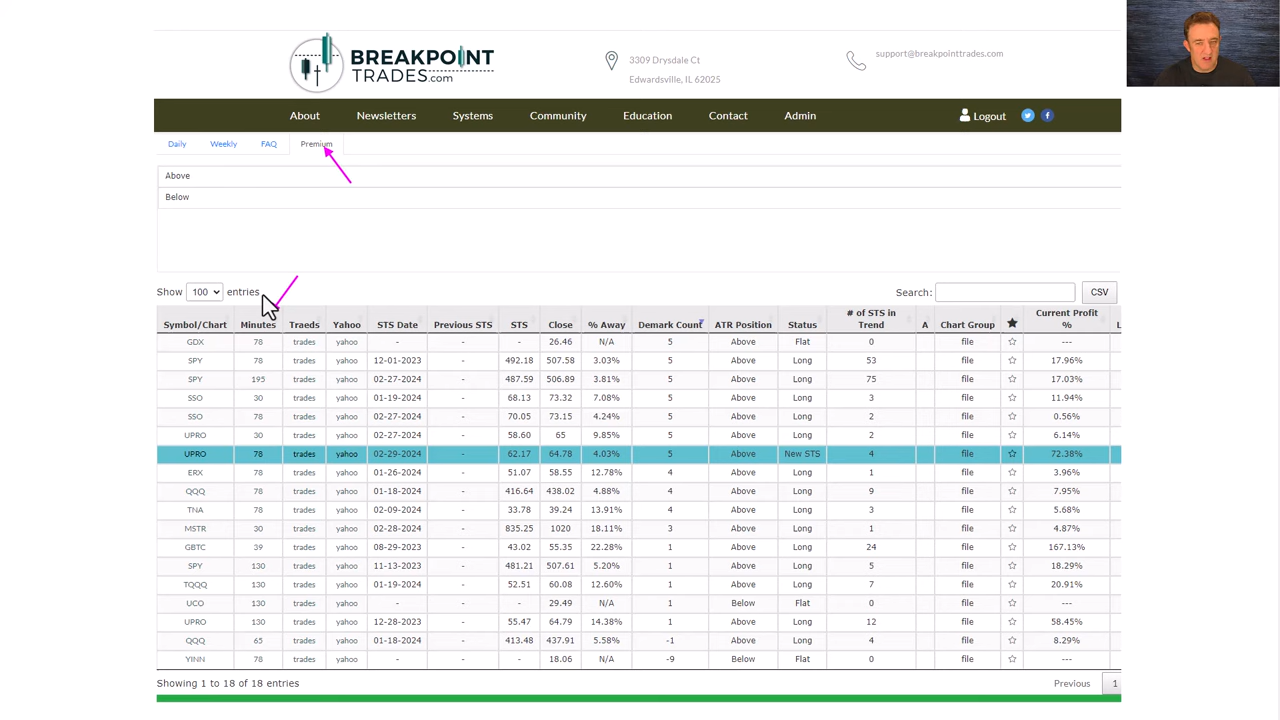 BREAKPOINT
TRADES.com
3309 Drysdale Ct
Edwardsville, IL 62025
support@breakpointtrades.com
About Newsletters Systems Community Education Contact Admin Logout
Daily Weekly FAQ Premium
Above
Below
Show 100 entries
Search: CSV
Symbol/Chart Minutes Traeds Yahoo STS Date Previous STS STS Close % Away Demark Count ATR Position Status # of STS in Trend A Chart Group Current Profit % L
GDX 78 trades yahoo - - - 26.46 N/A 5 Above Flat 0 file ---
SPY 78 trades yahoo 12-01-2023 - 492.18 507.58 3.03% 5 Above Long 53 file 17.96%
SPY 195 trades yahoo 02-27-2024 - 487.59 506.89 3.81% 5 Above Long 75 file 17.03%
SSO 30 trades yahoo 01-19-2024 - 68.13 73.32 7.08% 5 Above Long 3 file 11.94%
SSO 78 trades yahoo 02-27-2024 - 70.05 73.15 4.24% 5 Above Long 2 file 0.56%
UPRO 30 trades yahoo 02-27-2024 - 58.60 65 9.85% 5 Above Long 2 file 6.14%
UPRO 78 trades yahoo 02-29-2024 - 62.17 64.78 4.03% 5 Above New STS 4 file 72.38%
ERX 78 trades yahoo 01-26-2024 - 51.07 58.55 12.78% 4 Above Long 1 file 3.96%
QQQ 78 trades yahoo 01-18-2024 - 416.64 438.02 4.88% 4 Above Long 9 file 7.95%
TNA 78 trades yahoo 02-09-2024 - 33.78 39.24 13.91% 4 Above Long 3 file 5.68%
MSTR 30 trades yahoo 02-28-2024 - 835.25 1020 18.11% 3 Above Long 1 file 4.87%
GBTC 39 trades yahoo 08-29-2023 - 43.02 55.35 22.28% 1 Above Long 24 file 167.13%
SPY 130 trades yahoo 11-13-2023 - 481.21 507.61 5.20% 1 Above Long 5 file 18.29%
TQQQ 130 trades yahoo 01-19-2024 - 52.51 60.08 12.60% 1 Above Long 7 file 20.91%
UCO 130 trades yahoo - - - 29.49 N/A 1 Below Flat 0 file ---
UPRO 130 trades yahoo 12-28-2023 - 55.47 64.79 14.38% 1 Above Long 12 file 58.45%
QQQ 65 trades yahoo 01-18-2024 - 413.48 437.91 5.58% -1 Above Long 4 file 8.29%
YINN 78 trades yahoo - - - 18.06 N/A -9 Below Flat 0 file ---
Showing 1 to 18 of 18 entries
Previous 1